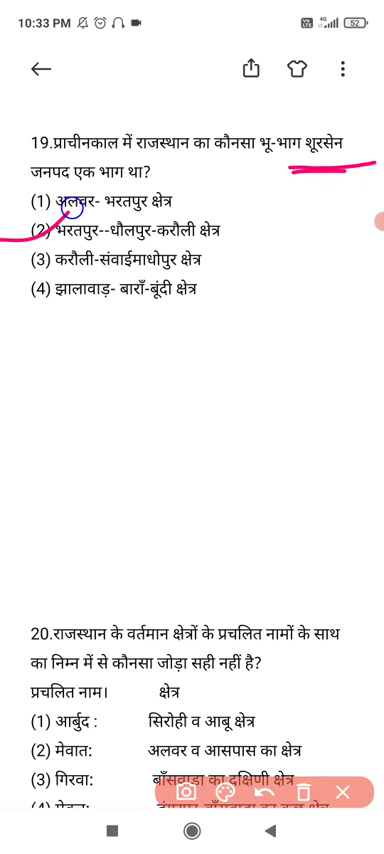 10:33 PM
4G
52
19.प्राचीनकाल में राजस्थान का कौनसा भू-भाग शूरसेन
जनपद एक भाग था?
(1) अलवर- भरतपुर क्षेत्र
(2) भरतपुर--धौलपुर-करौली क्षेत्र
(3) करौली-संवाईमाधोपुर क्षेत्र
(4) झालावाड़- बाराँ-बूंदी क्षेत्र
20.राजस्थान के वर्तमान क्षेत्रों के प्रचलित नामों के साथ
का निम्न में से कौनसा जोड़ा सही नहीं है?
प्रचलित नाम। क्षेत्र
(1) आर्बुद : सिरोही व आबू क्षेत्र
(2) मेवात: अलवर व आसपास का क्षेत्र
(3) गिरवा: बाँसवाडा का दक्षिणी क्षेत्र